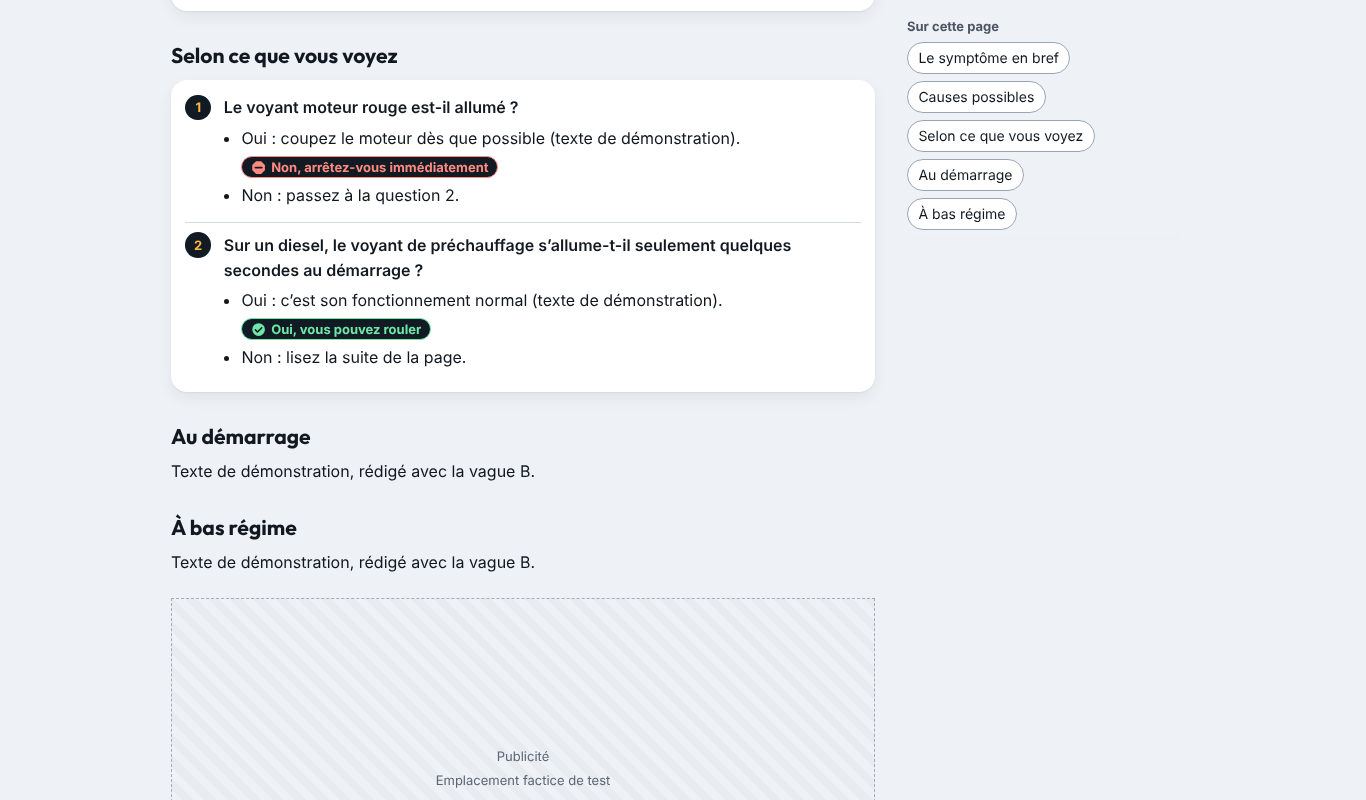 Selon ce que vous voyez
1 Le voyant moteur rouge est-il allumé ?
• Oui : coupez le moteur dès que possible (texte de démonstration).
Non, arrêtez-vous immédiatement
• Non : passez à la question 2.
2 Sur un diesel, le voyant de préchauffage s’allume-t-il seulement quelques
secondes au démarrage ?
• Oui : c’est son fonctionnement normal (texte de démonstration).
Oui, vous pouvez rouler
• Non : lisez la suite de la page.
Au démarrage
Texte de démonstration, rédigé avec la vague B.
À bas régime
Texte de démonstration, rédigé avec la vague B.
Publicité
Emplacement factice de test
Sur cette page
Le symptôme en bref
Causes possibles
Selon ce que vous voyez
Au démarrage
À bas régime